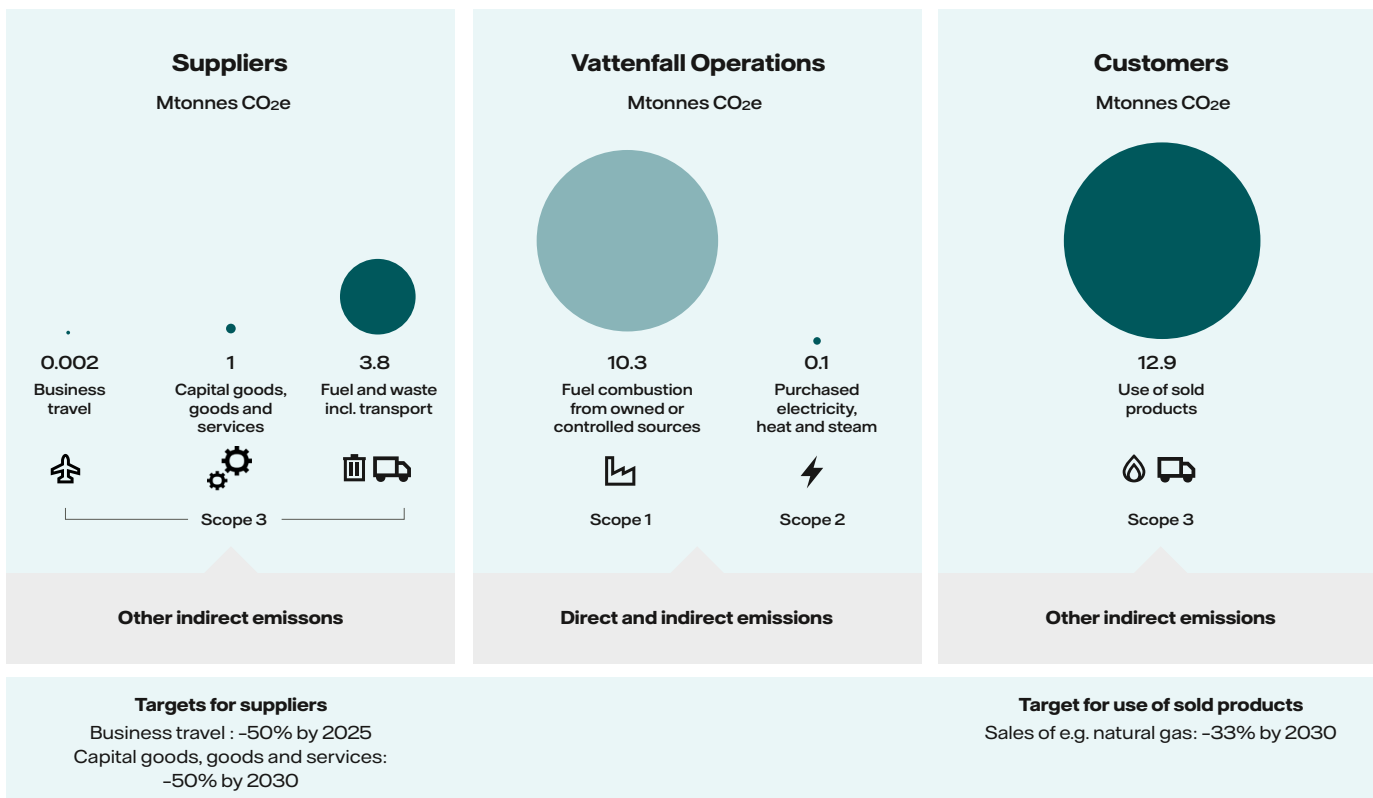 Suppliers
Mtonnes CO₂e
0.002
Business
travel
1
Capital goods,
goods and
services
3.8
Fuel and waste
incl. transport
Scope 3
Other indirect emissons
Vattenfall Operations
Mtonnes CO₂e
10.3
Fuel combustion
from owned or
controlled sources
Scope 1
0.1
Purchased
electricity,
heat and steam
Scope 2
Direct and indirect emissions
Customers
Mtonnes CO₂e
12.9
Use of sold
products
Scope 3
Other indirect emissions
Targets for suppliers
Business travel : –50% by 2025
Capital goods, goods and services:
–50% by 2030
Target for use of sold products
Sales of e.g. natural gas: –33% by 2030